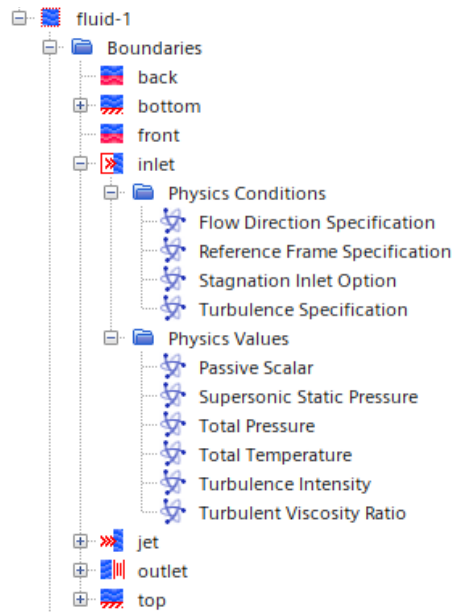 fluid-1
Boundaries
back
bottom
front
inlet
Physics Conditions
Flow Direction Specification
Reference Frame Specification
Stagnation Inlet Option
Turbulence Specification
Physics Values
Passive Scalar
Supersonic Static Pressure
Total Pressure
Total Temperature
Turbulence Intensity
Turbulent Viscosity Ratio
jet
outlet
top